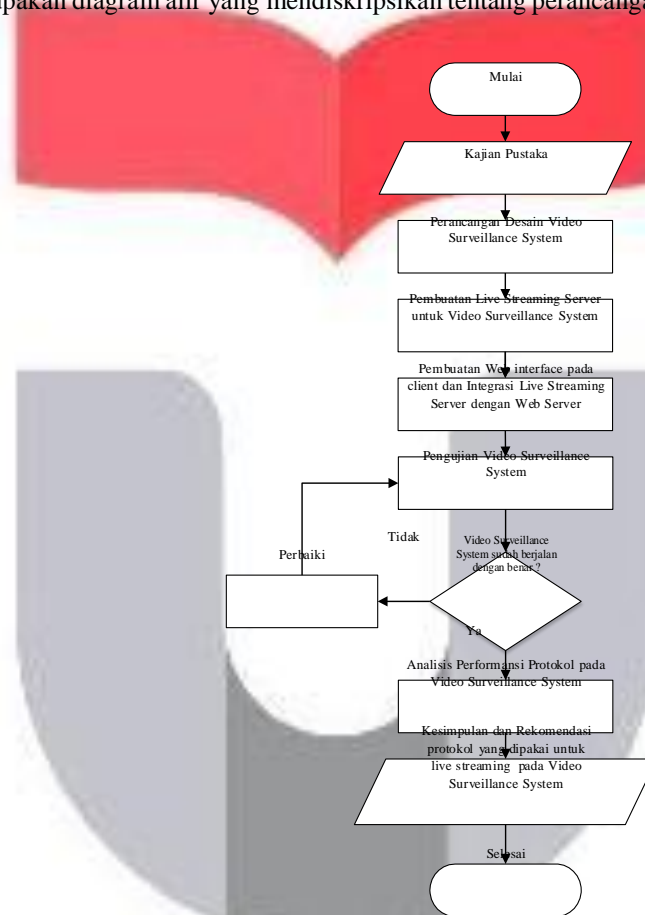 pakan diagram alir yang mendiskripsikan tentang perancanga
Mulai
Kajian Pustaka
Perancangan Desain Video
Surveillance System
Pembuatan Live Streaming Server
untuk Video Surveillance System
Pembuatan Web interface pada
client dan Integrasi Live Streaming
Server dengan Web Server
Pengujian Video Surveillance
System
Tidak
Video Surveillance
System sudah berjalan
dengan benar ?
Perbaiki
Ya
Analisis Performansi Protokol pada
Video Surveillance System
Kesimpulan dan Rekomendasi
protokol yang dipakai untuk
live streaming pada Video
Surveillance System
Selesai